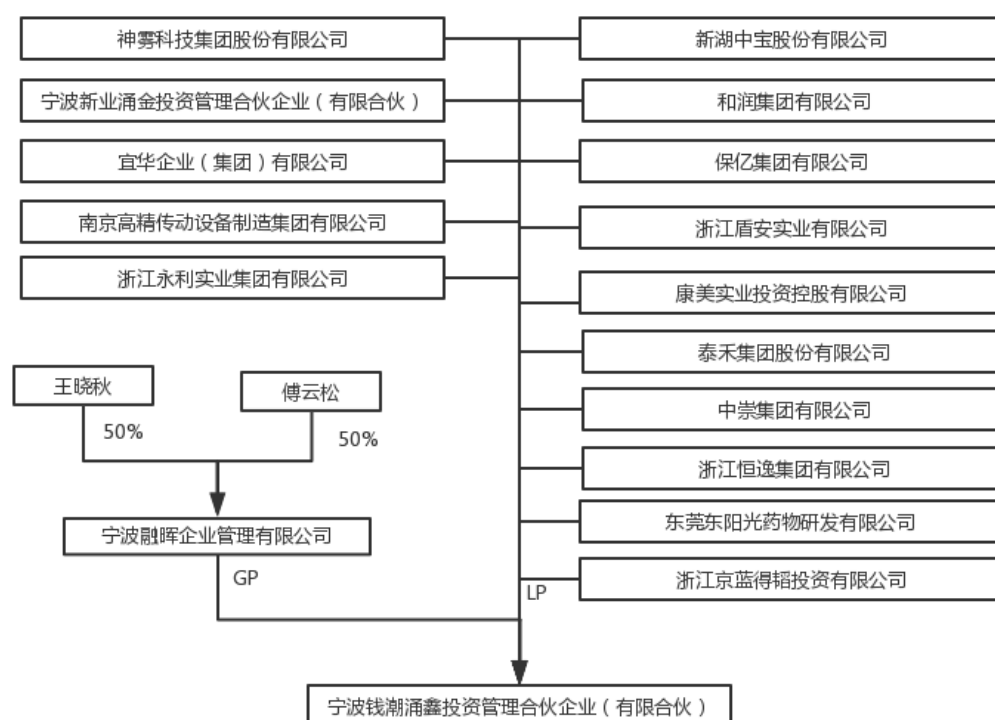 神雾科技集团股份有限公司
新湖中宝股份有限公司
宁波新业涌金投资管理合伙企业（有限合伙）
和润集团有限公司
宜华企业（集团）有限公司
保亿集团有限公司
南京高精传动设备制造集团有限公司
浙江盾安实业有限公司
浙江永利实业集团有限公司
康美实业投资控股有限公司
泰禾集团股份有限公司
王晓秋
傅云松
中崇集团有限公司
50%
50%
浙江恒逸集团有限公司
东莞东阳光药物研发有限公司
宁波融晖企业管理有限公司
GP
浙江京蓝得韬投资有限公司
LP
宁波钱潮涌鑫投资管理合伙企业（有限合伙）